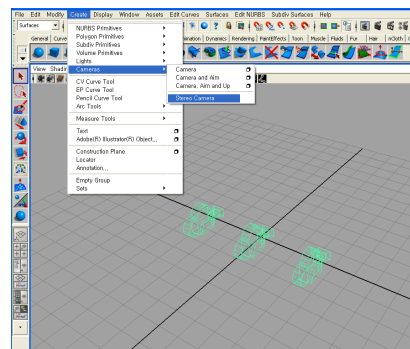 File Edit Modify Create Display Window Assets Edit Curves Surfaces Edit NURBS Subdiv Surfaces Help
Surfaces
General Curve
mation Dynamics Rendering PaintEffects Toon Muscle Fluids Fur Hair nCloth
View Shadin
NURBS Primitives
Polygon Primitives
Subdiv Primitives
Volume Primitives
Lights
Cameras
CV Curve Tool
EP Curve Tool
Pencil Curve Tool
Arc Tools
Measure Tools
Text
Adobe(R) Illustrator(R) Object...
Construction Plane
Locator
Annotation...
Empty Group
Sets
Camera
Camera and Aim
Camera, Aim and Up
Stereo Camera